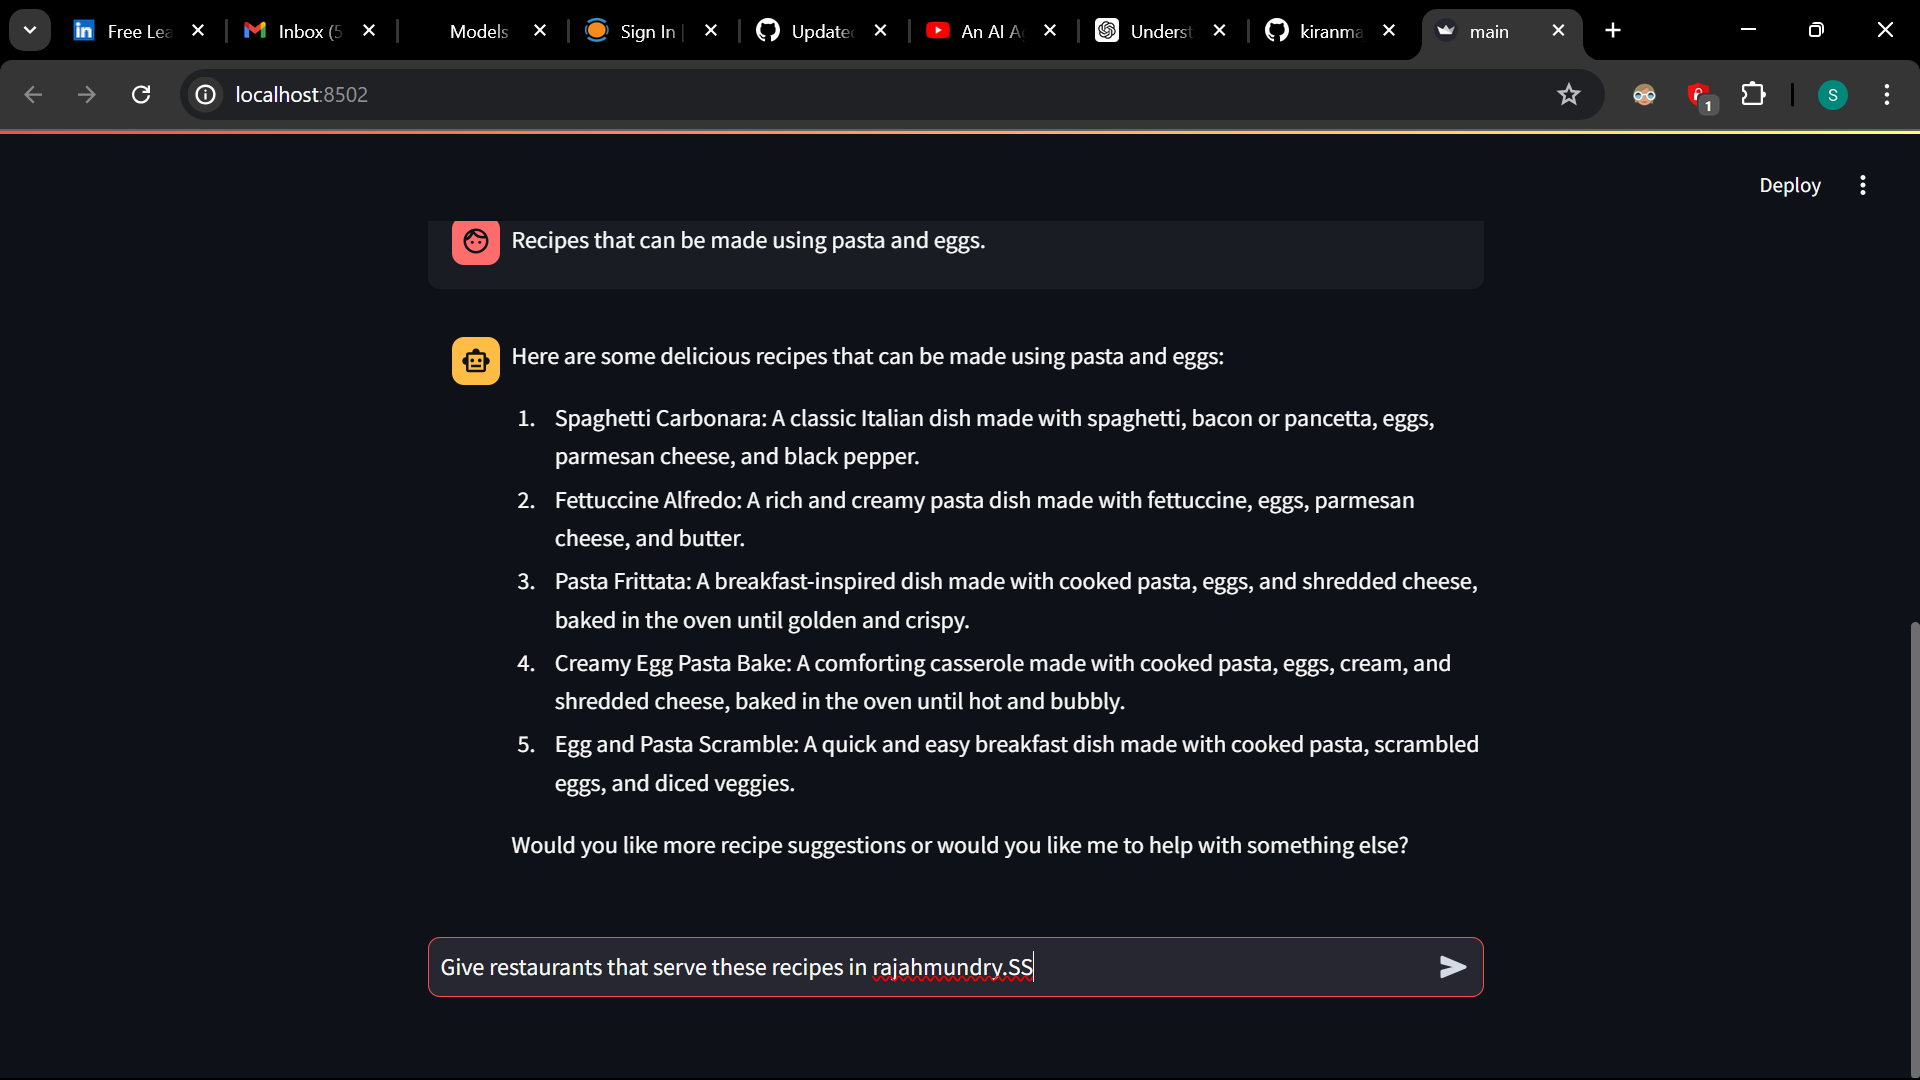 Free Lea
Inbox (5
Models
Sign In
Update
An AI A
Underst
kiranma
main
localhost:8502
1
S
Deploy
Recipes that can be made using pasta and eggs.
Here are some delicious recipes that can be made using pasta and eggs:
1. Spaghetti Carbonara: A classic Italian dish made with spaghetti, bacon or pancetta, eggs,
parmesan cheese, and black pepper.
2. Fettuccine Alfredo: A rich and creamy pasta dish made with fettuccine, eggs, parmesan
cheese, and butter.
3. Pasta Frittata: A breakfast-inspired dish made with cooked pasta, eggs, and shredded cheese,
baked in the oven until golden and crispy.
4. Creamy Egg Pasta Bake: A comforting casserole made with cooked pasta, eggs, cream, and
shredded cheese, baked in the oven until hot and bubbly.
5. Egg and Pasta Scramble: A quick and easy breakfast dish made with cooked pasta, scrambled
eggs, and diced veggies.
Would you like more recipe suggestions or would you like me to help with something else?
Give restaurants that serve these recipes in rajahmundry.SS